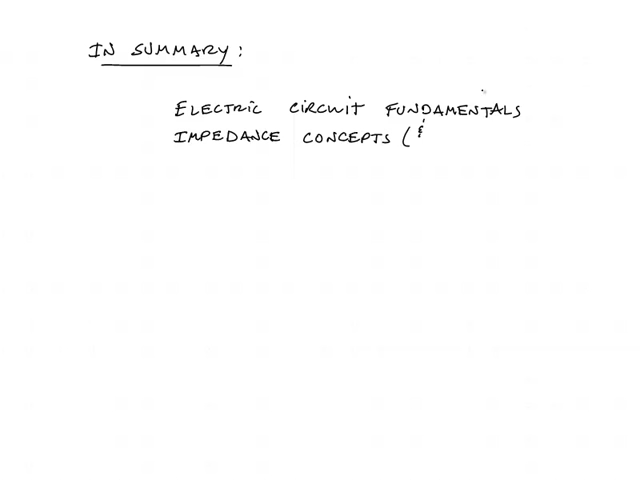 IN SUMMARY:
ELECTRIC CIRCUIT FUNDAMENTALS
IMPEDANCE CONCEPTS (